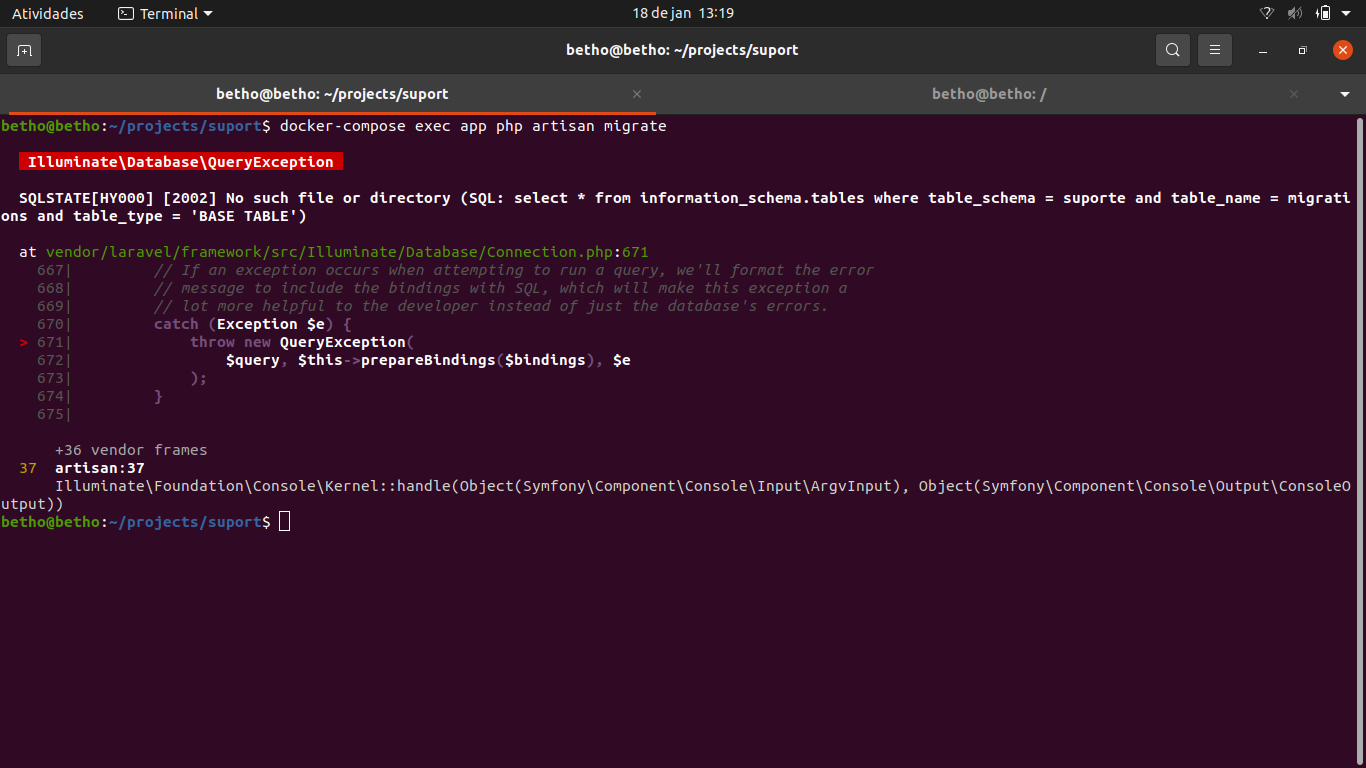 Atividades Terminal 18 de jan 13:19
betho@betho: ~/projects/suport
betho@betho: ~/projects/suport × betho@betho: / ×
betho@betho:~/projects/suport$ docker-compose exec app php artisan migrate
Illuminate\Database\QueryException
SQLSTATE[HY000] [2002] No such file or directory (SQL: select * from information_schema.tables where table_schema = suporte and table_name = migrati
ons and table_type = 'BASE TABLE')
at vendor/laravel/framework/src/Illuminate/Database/Connection.php:671
667| // If an exception occurs when attempting to run a query, we'll format the error
668| // message to include the bindings with SQL, which will make this exception a
669| // lot more helpful to the developer instead of just the database's errors.
670| catch (Exception $e) {
> 671| throw new QueryException(
672| $query, $this->prepareBindings($bindings), $e
673| );
674| }
675|
+36 vendor frames
37 artisan:37
Illuminate\Foundation\Console\Kernel::handle(Object(Symfony\Component\Console\Input\ArgvInput), Object(Symfony\Component\Console\Output\ConsoleO
utput))
betho@betho:~/projects/suport$